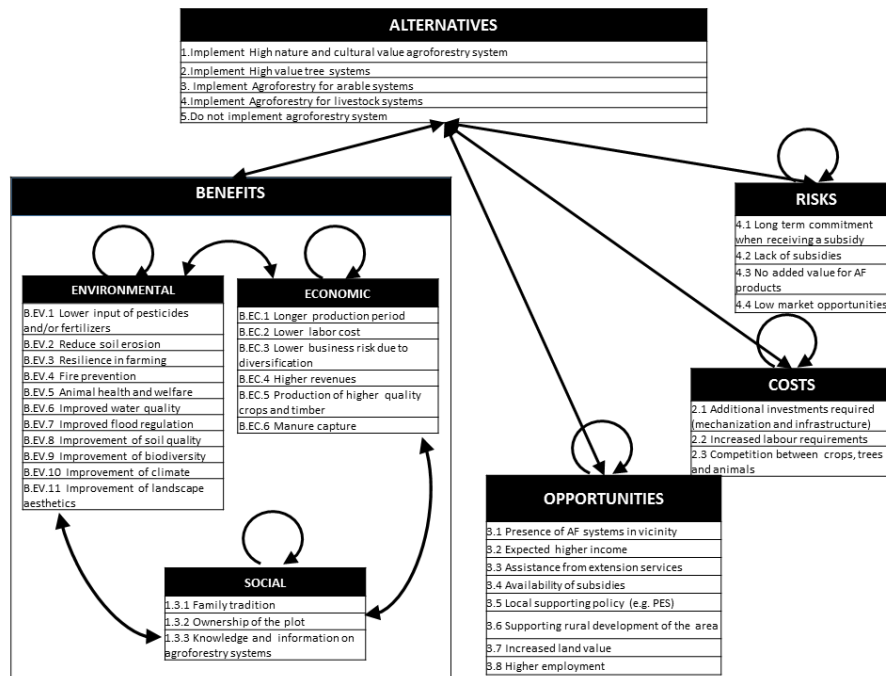 ALTERNATIVES
1.Implement High nature and cultural value agroforestry system
2.Implement High value tree systems
3. Implement Agroforestry for arable systems
4.Implement Agroforestry for livestock systems
5.Do not implement agroforestry system
BENEFITS
ENVIRONMENTAL
B.EV.1 Lower input of pesticides
and/or fertilizers
B.EV.2 Reduce soil erosion
B.EV.3 Resilience in farming
B.EV.4 Fire prevention
B.EV.5 Animal health and welfare
B.EV.6 Improved water quality
B.EV.7 Improved flood regulation
B.EV.8 Improvement of soil quality
B.EV.9 Improvement of biodiversity
B.EV.10 Improvement of climate
B.EV.11 Improvement of landscape
aesthetics
ECONOMIC
B.EC.1 Longer production period
B.EC.2 Lower labor cost
B.EC.3 Lower business risk due to
diversification
B.EC.4 Higher revenues
B.EC.5 Production of higher quality
crops and timber
B.EC.6 Manure capture
SOCIAL
1.3.1 Family tradition
1.3.2 Ownership of the plot
1.3.3 Knowledge and information on
agroforestry systems
OPPORTUNITIES
3.1 Presence of AF systems in vicinity
3.2 Expected higher income
3.3 Assistance from extension services
3.4 Availability of subsidies
3.5 Local supporting policy (e.g. PES)
3.6 Supporting rural development of the area
3.7 Increased land value
3.8 Higher employment
COSTS
2.1 Additional investments required
(mechanization and infrastructure)
2.2 Increased labour requirements
2.3 Competition between crops, trees
and animals
RISKS
4.1 Long term commitment
when receiving a subsidy
4.2 Lack of subsidies
4.3 No added value for AF
products
4.4 Low market opportunities